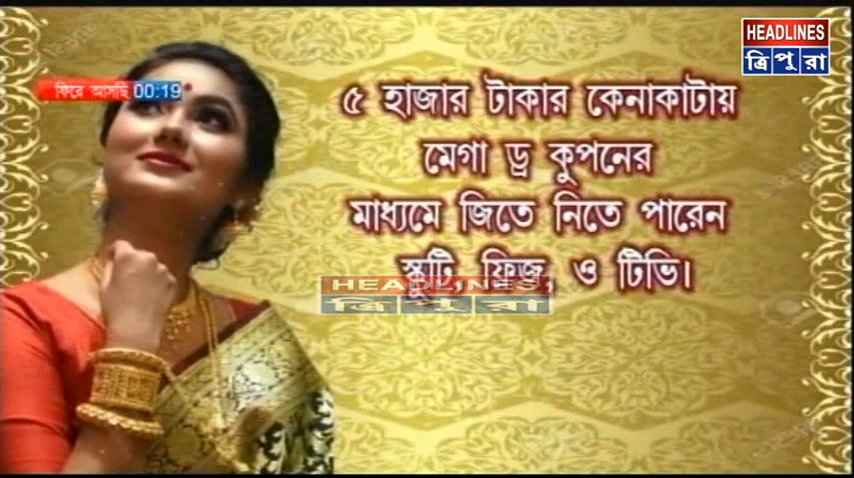 HEADLINES
ত্রিপুরা
ফিরে আসছি 00:19
৫ হাজার টাকার কেনাকাটায়
মেগা ড্র কুপনের
মাধ্যমে জিতে নিতে পারেন
স্কুটি, ফ্রিজ, ও টিভি।
HEADLINES
ত্রিপুরা